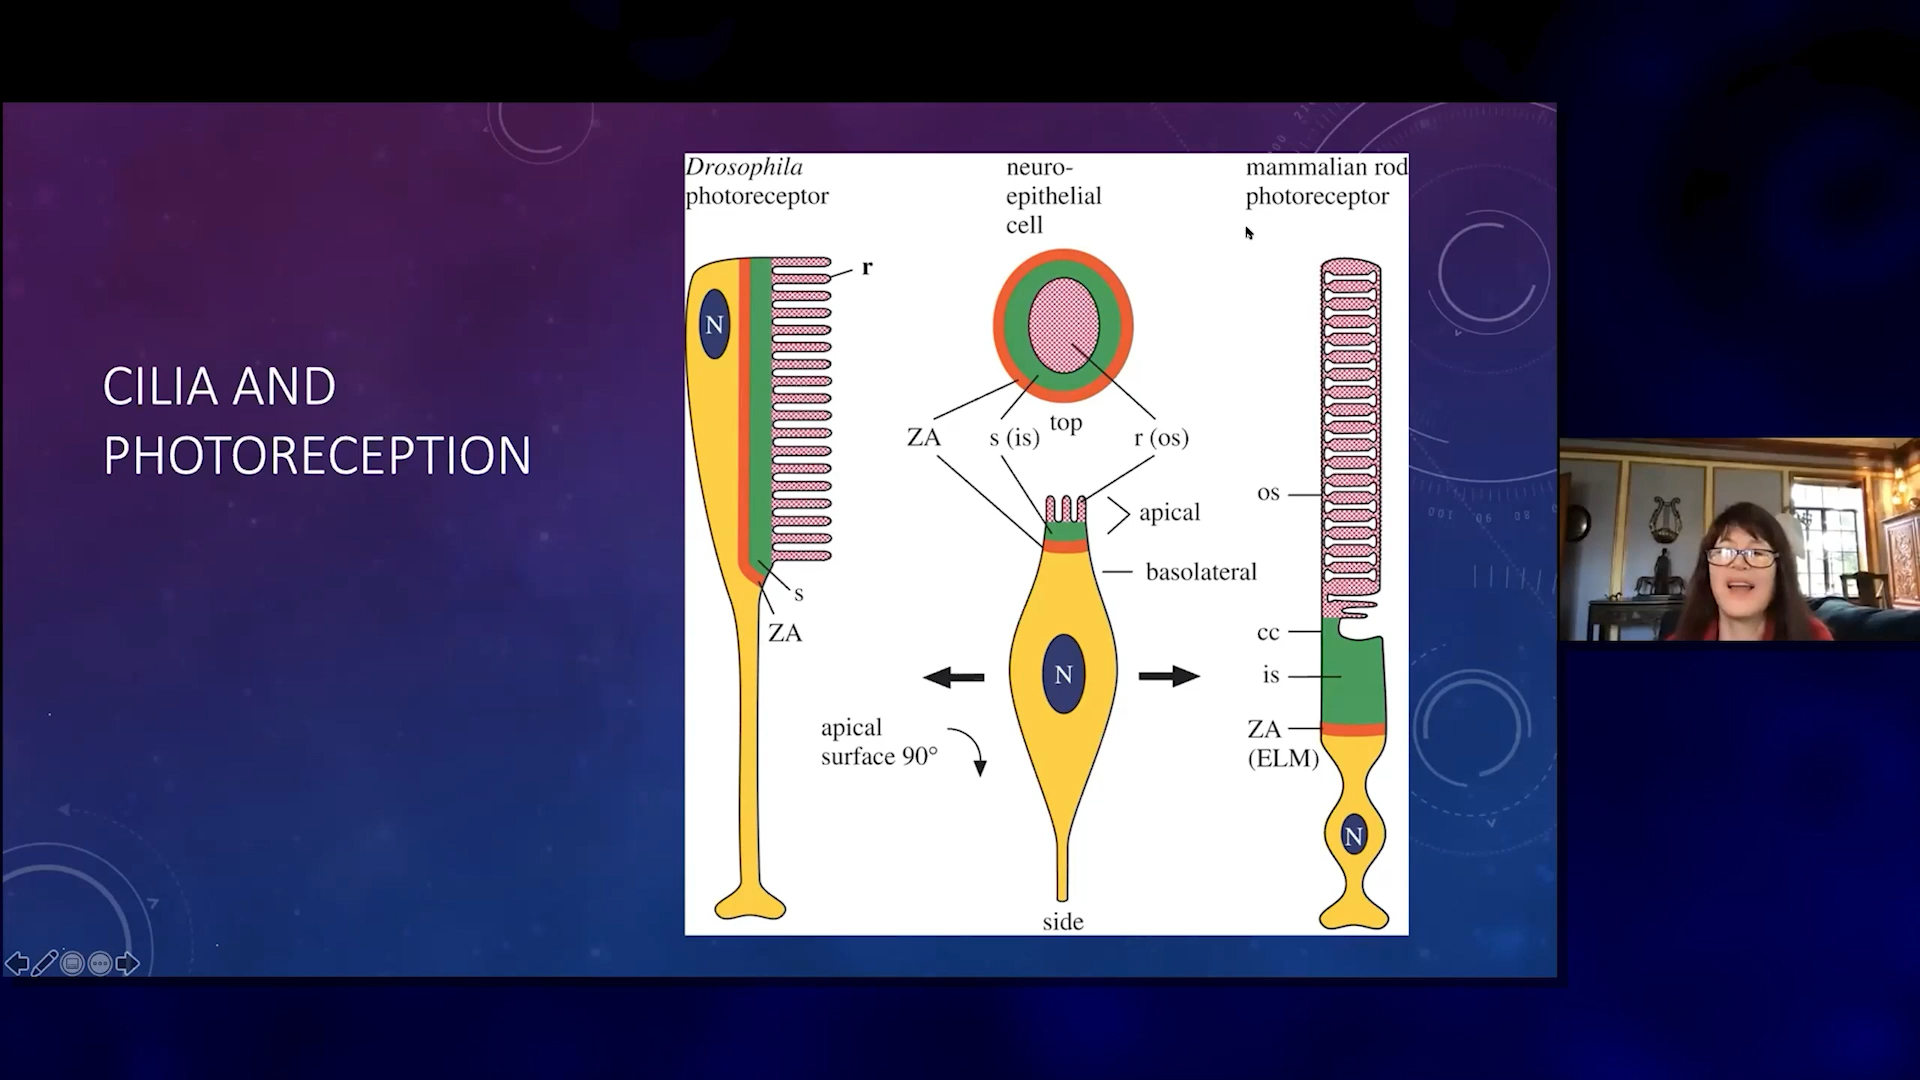 CILIA AND
PHOTORECEPTION
Drosophila
photoreceptor
neuro-
epithelial
cell
mammalian rod
photoreceptor
r
N
ZA
s (is)
top
r (os)
apical
basolateral
s
ZA
N
apical
surface 90°
side
os
cc
is
ZA
(ELM)
N